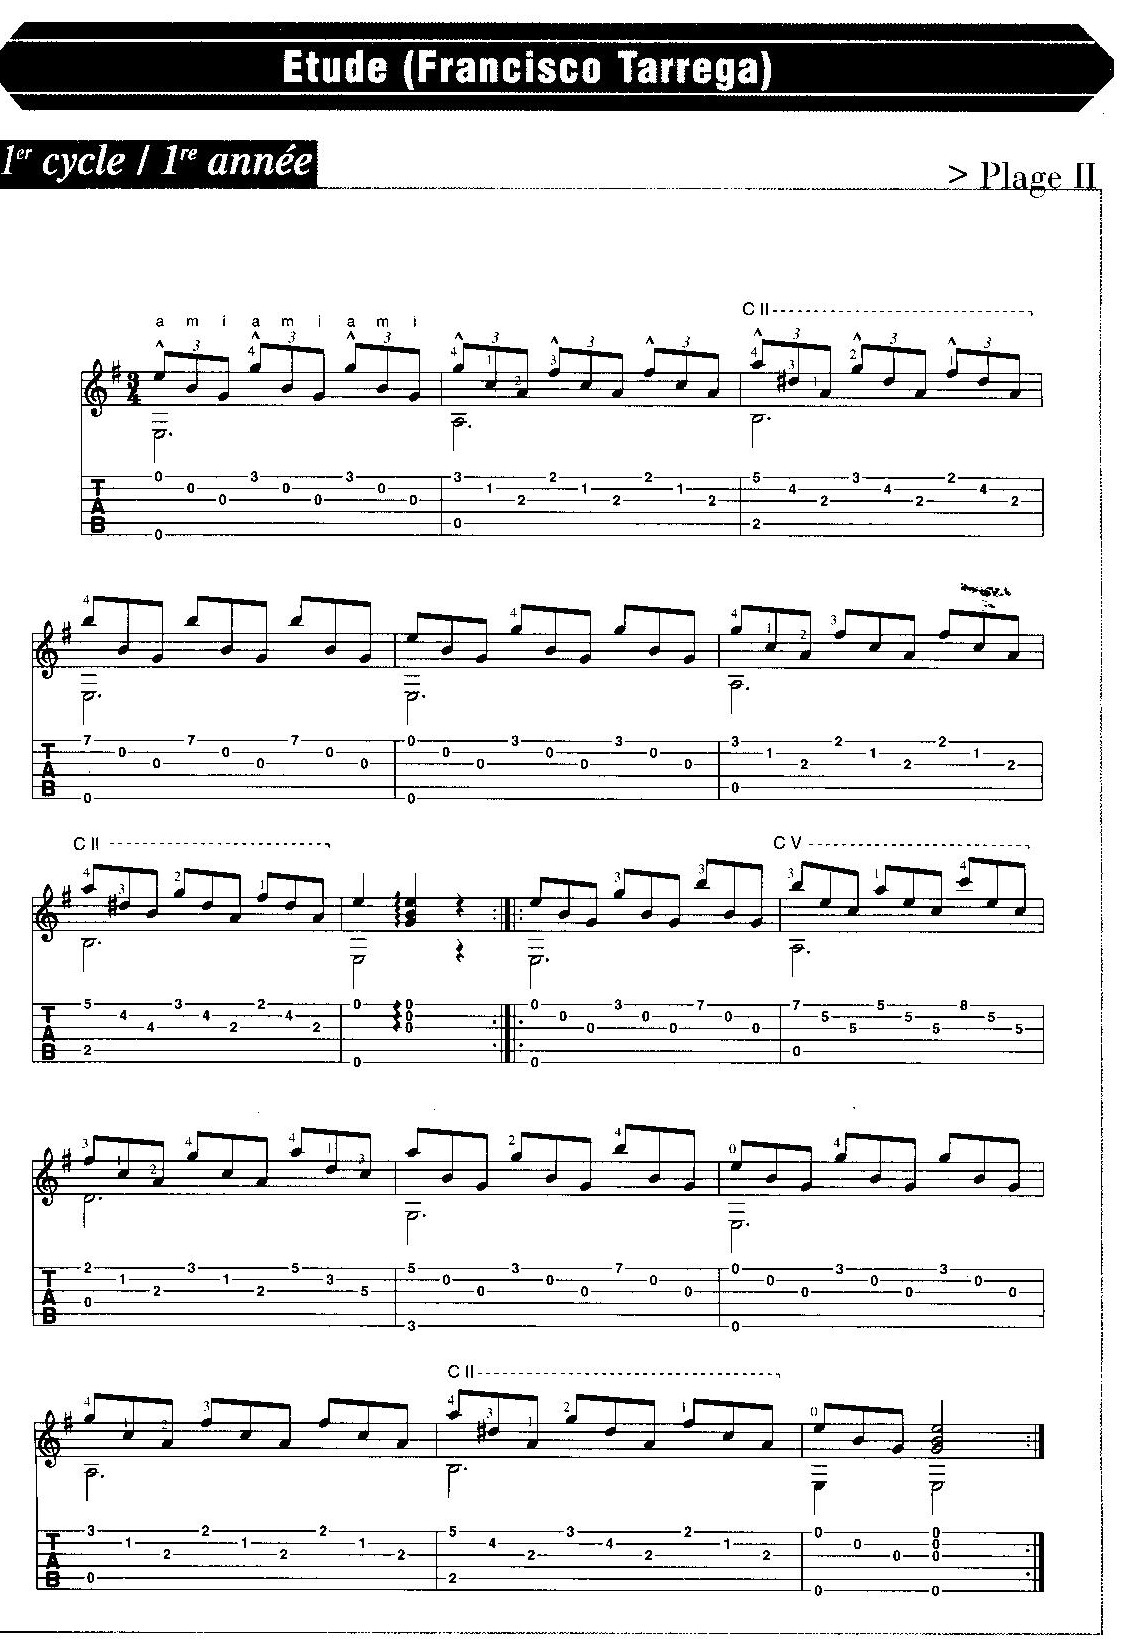 Etude (Francisco Tarrega)
1er cycle / 1re année
> Plage II
C II
a m i a m i a m i
C II
C V
C II